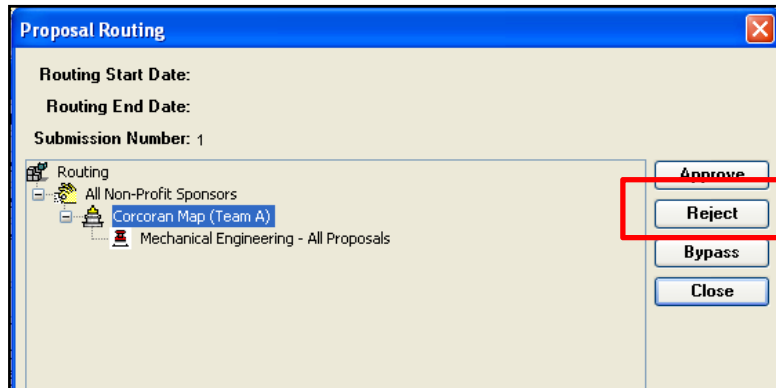 Proposal Routing
Routing Start Date:
Routing End Date:
Submission Number: 1
Routing
All Non-Profit Sponsors
Corcoran Map (Team A)
Mechanical Engineering - All Proposals
Approve
Reject
Bypass
Close